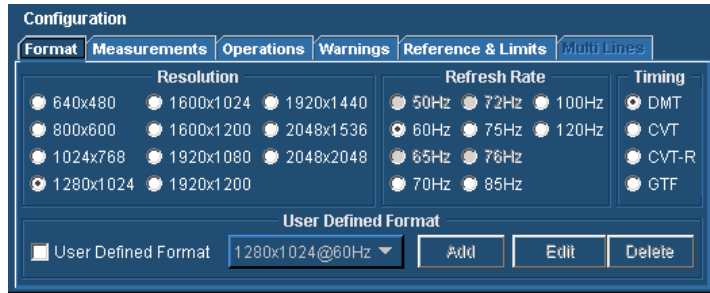 Configuration
Format Measurements Operations Warnings Reference & Limits Multi Lines
Resolution Refresh Rate Timing
640x480 1600x1024 1920x1440 50Hz 72Hz 100Hz DMT
800x600 1600x1200 2048x1536 60Hz 75Hz 120Hz CVT
1024x768 1920x1080 2048x2048 65Hz 76Hz CVT-R
1280x1024 1920x1200 70Hz 85Hz GTF
User Defined Format
User Defined Format 1280x1024@60Hz Add Edit Delete